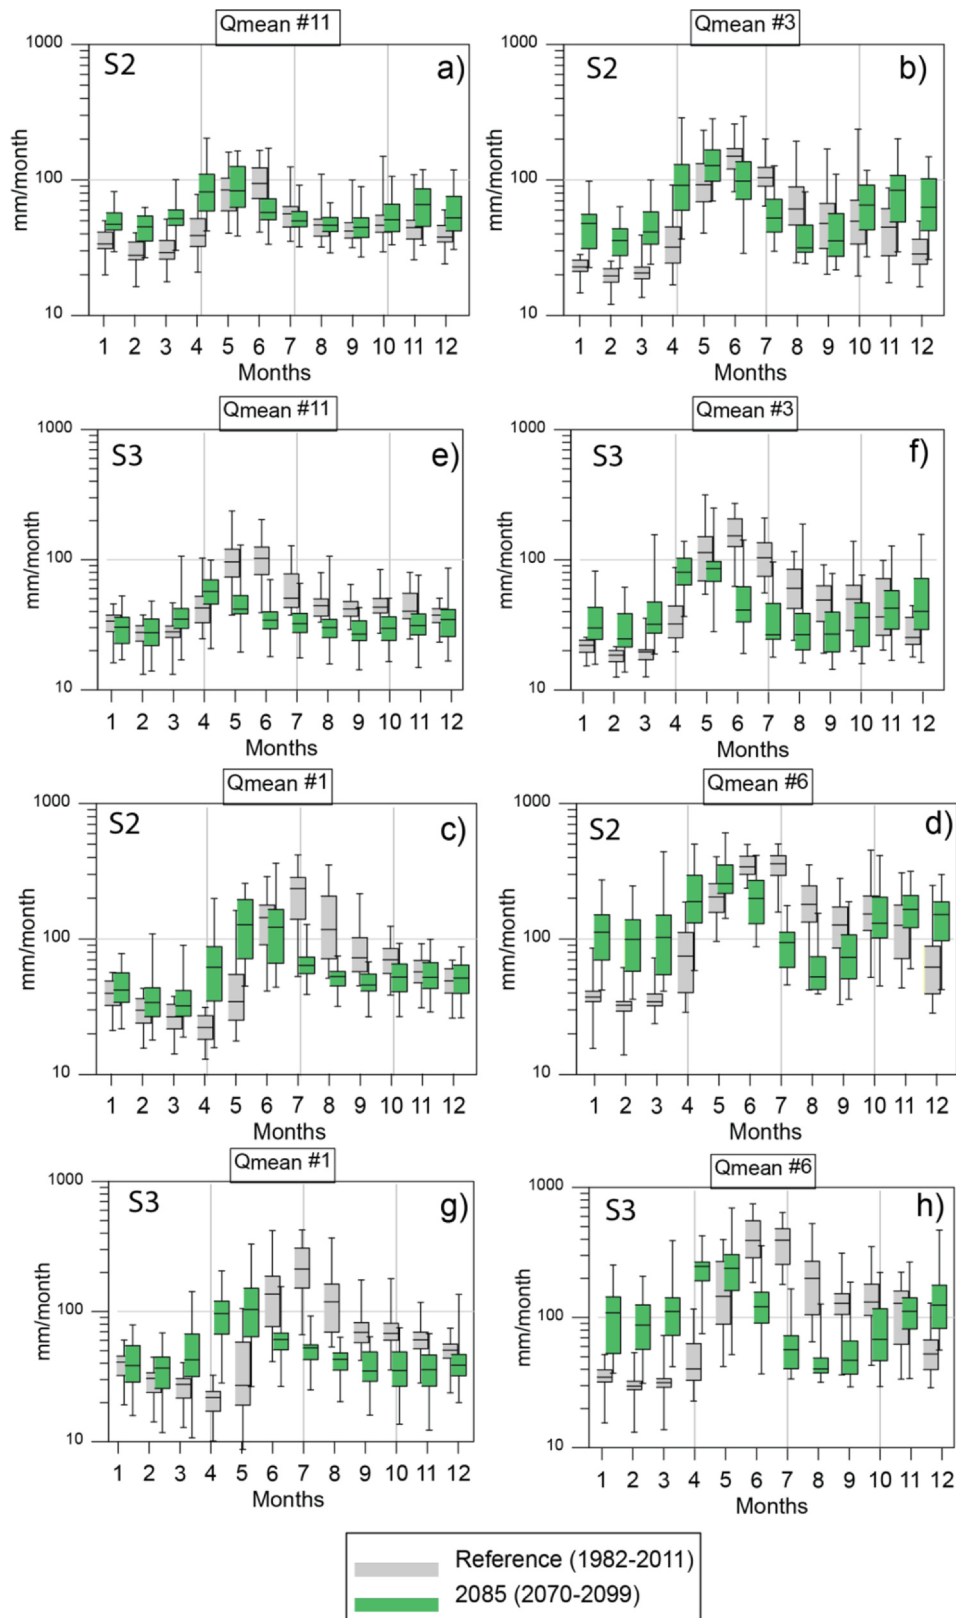 Qmean #11
1000
100
10
mm/month
S2
a)
1 2 3 4 5 6 7 8 9 10 11 12
Months
Qmean #3
1000
100
10
mm/month
S2
b)
1 2 3 4 5 6 7 8 9 10 11 12
Months
Qmean #11
1000
100
10
mm/month
S3
e)
1 2 3 4 5 6 7 8 9 10 11 12
Months
Qmean #3
1000
100
10
mm/month
S3
f)
1 2 3 4 5 6 7 8 9 10 11 12
Months
Qmean #1
1000
100
10
mm/month
S2
c)
1 2 3 4 5 6 7 8 9 10 11 12
Months
Qmean #6
1000
100
10
mm/month
S2
d)
1 2 3 4 5 6 7 8 9 10 11 12
Months
Qmean #1
1000
100
10
mm/month
S3
g)
1 2 3 4 5 6 7 8 9 10 11 12
Months
Qmean #6
1000
100
10
mm/month
S3
h)
1 2 3 4 5 6 7 8 9 10 11 12
Months
Reference (1982-2011)
2085 (2070-2099)